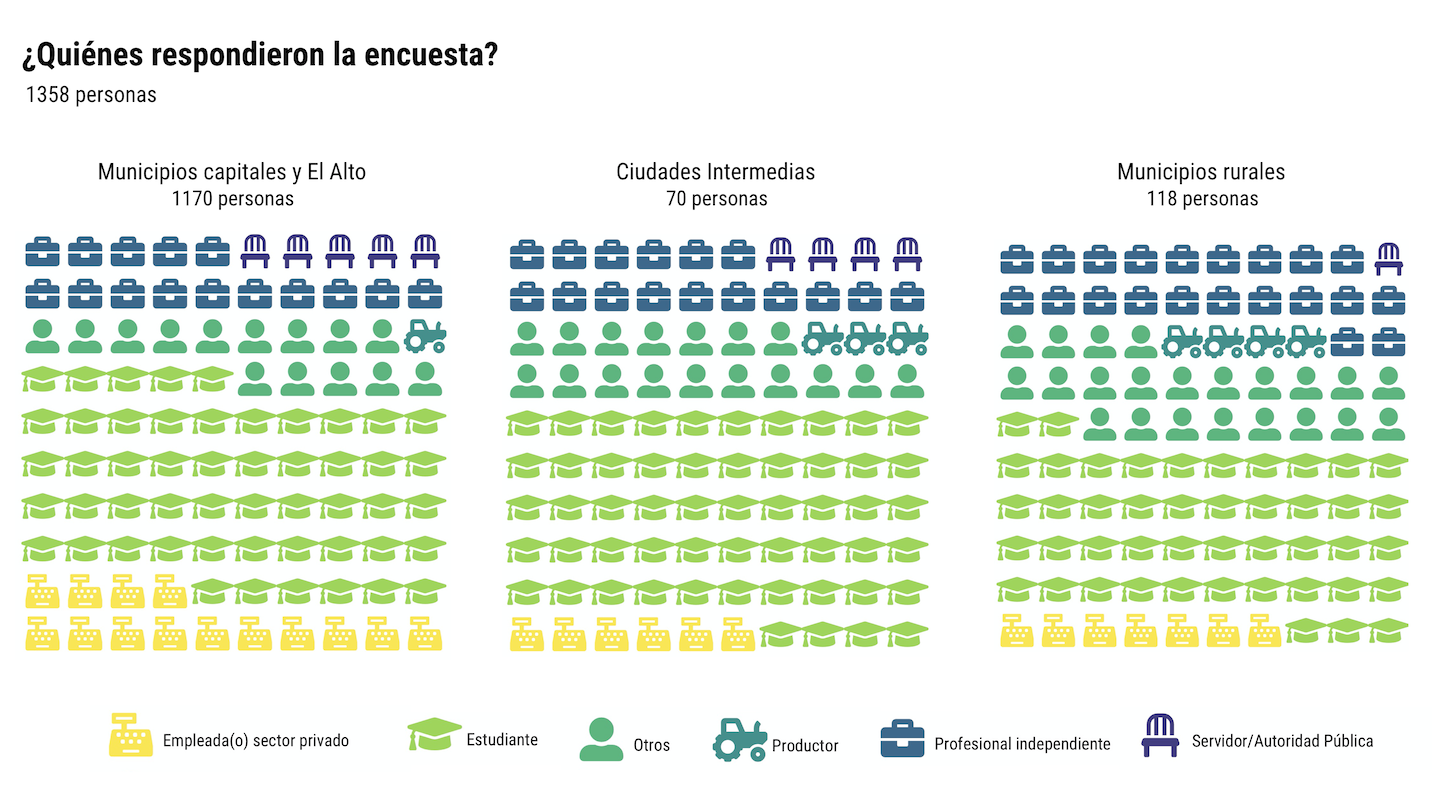 ¿Quiénes respondieron la encuesta?
1358 personas
Municipios capitales y El Alto
1170 personas
Ciudades Intermedias
70 personas
Municipios rurales
118 personas
Empleada(o) sector privado
Estudiante
Otros
Productor
Profesional independiente
Servidor/Autoridad Pública